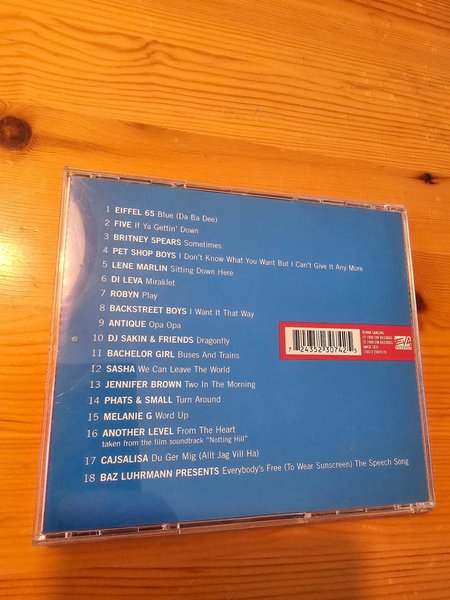 1 EIFFEL 65 Blue (Da Ba Dee)
2 FIVE If Ya Gettin' Down
3 BRITNEY SPEARS Sometimes
4 PET SHOP BOYS I Don't Know What You Want But I Can't Give It Any More
5 LENE MARLIN Sitting Down Here
6 DI LEVA Miraklet
7 ROBYN Play
8 BACKSTREET BOYS I Want It That Way
9 ANTIQUE Opa Opa
10 DJ SAKIN & FRIENDS Dragonfly
11 BACHELOR GIRL Buses And Trains
12 SASHA We Can Leave The World
13 JENNIFER BROWN Two In The Morning
14 PHATS & SMALL Turn Around
15 MELANIE G Word Up
16 ANOTHER LEVEL From The Heart
taken from the film soundtrack "Notting Hill"
17 CAJSALISA Du Ger Mig (Allt Jag Vill Ha)
18 BAZ LUHRMANN PRESENTS Everybody's Free (To Wear Sunscreen) The Speech Song
7 24352 30742 5